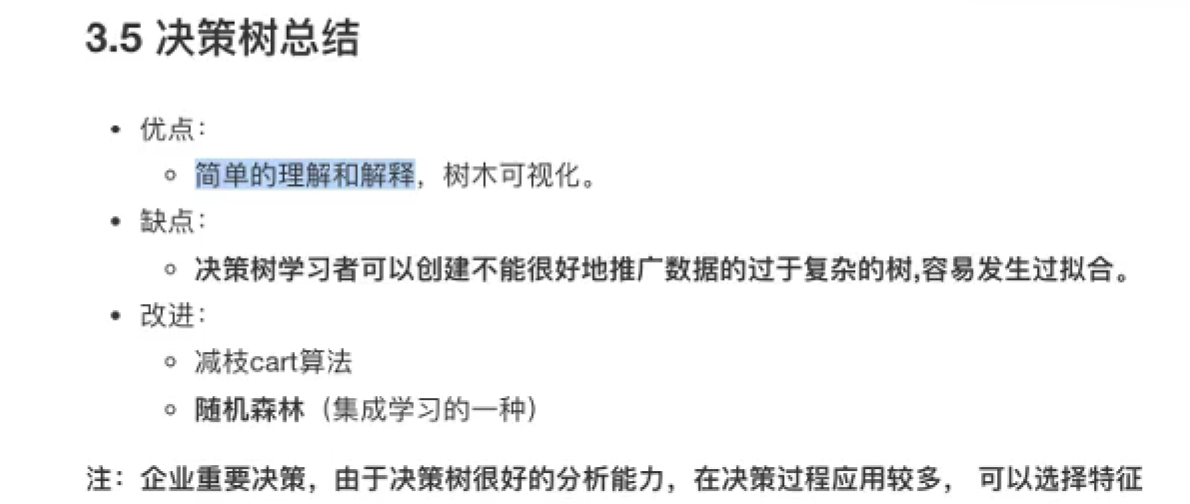 3.5 决策树总结
• 优点：
◦ 简单的理解和解释，树木可视化。
• 缺点：
◦ 决策树学习者可以创建不能很好地推广数据的过于复杂的树,容易发生过拟合。
• 改进：
◦ 减枝cart算法
◦ 随机森林（集成学习的一种）
注：企业重要决策，由于决策树很好的分析能力，在决策过程应用较多， 可以选择特征